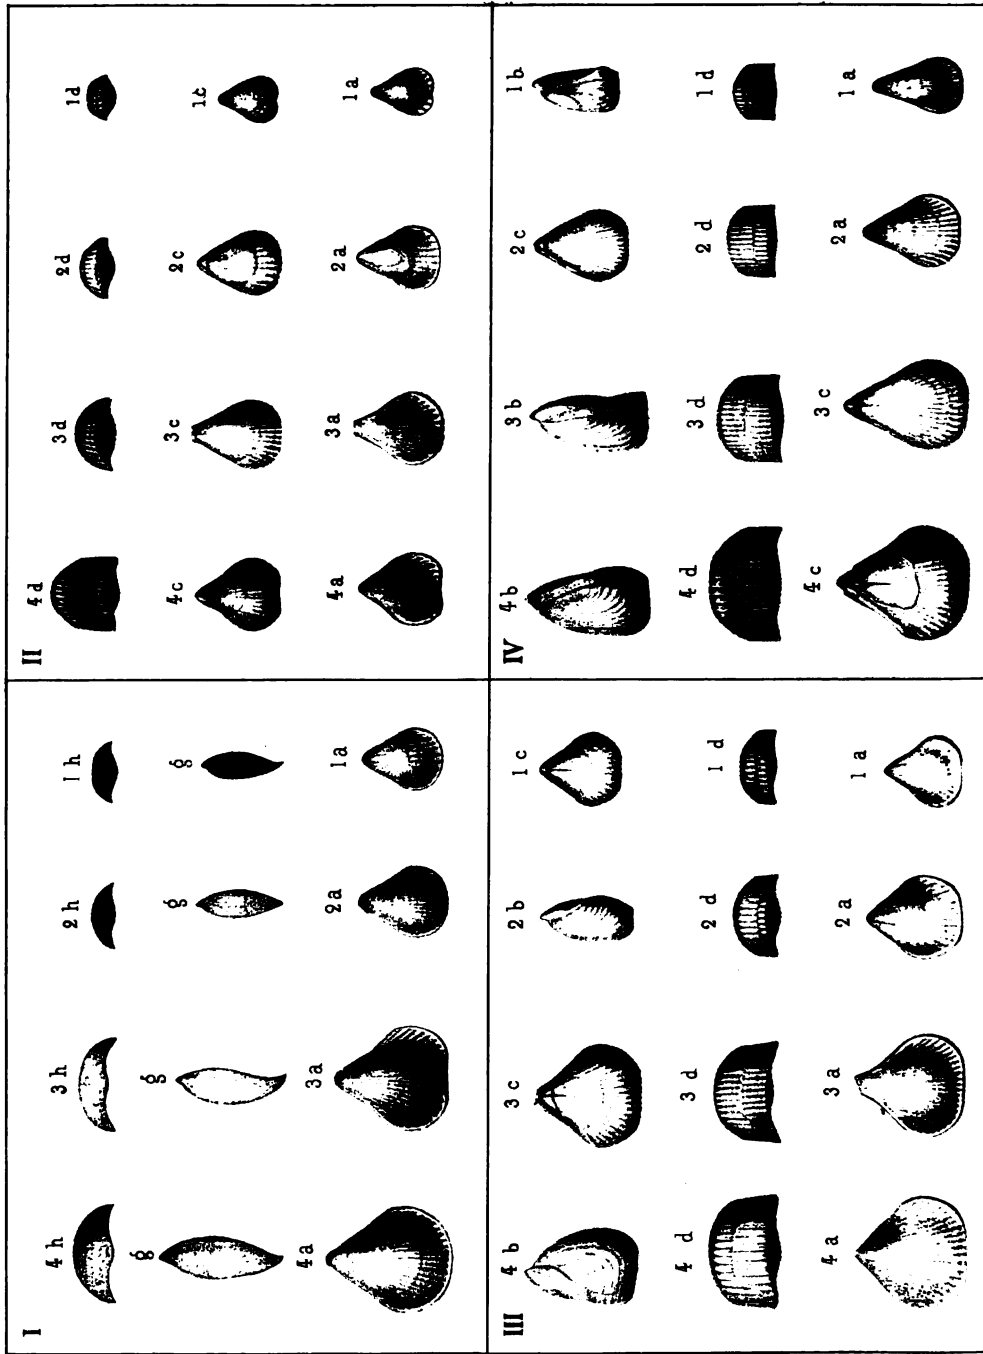 I
4 h 3 h 2 h 1 h
g g g g
4 a 3 a 2 a 1 a
II
4 d 3 d 2 d 1 d
4 c 3 c 2 c 1 c
4 a 3 a 2 a 1 a
III
4 b 3 c 2 b 1 c
4 d 3 d 2 d 1 d
4 a 3 a 2 a 1 a
IV
4 b 3 b 2 c 1 b
4 d 3 d 2 d 1 d
4 c 3 c 2 a 1 a